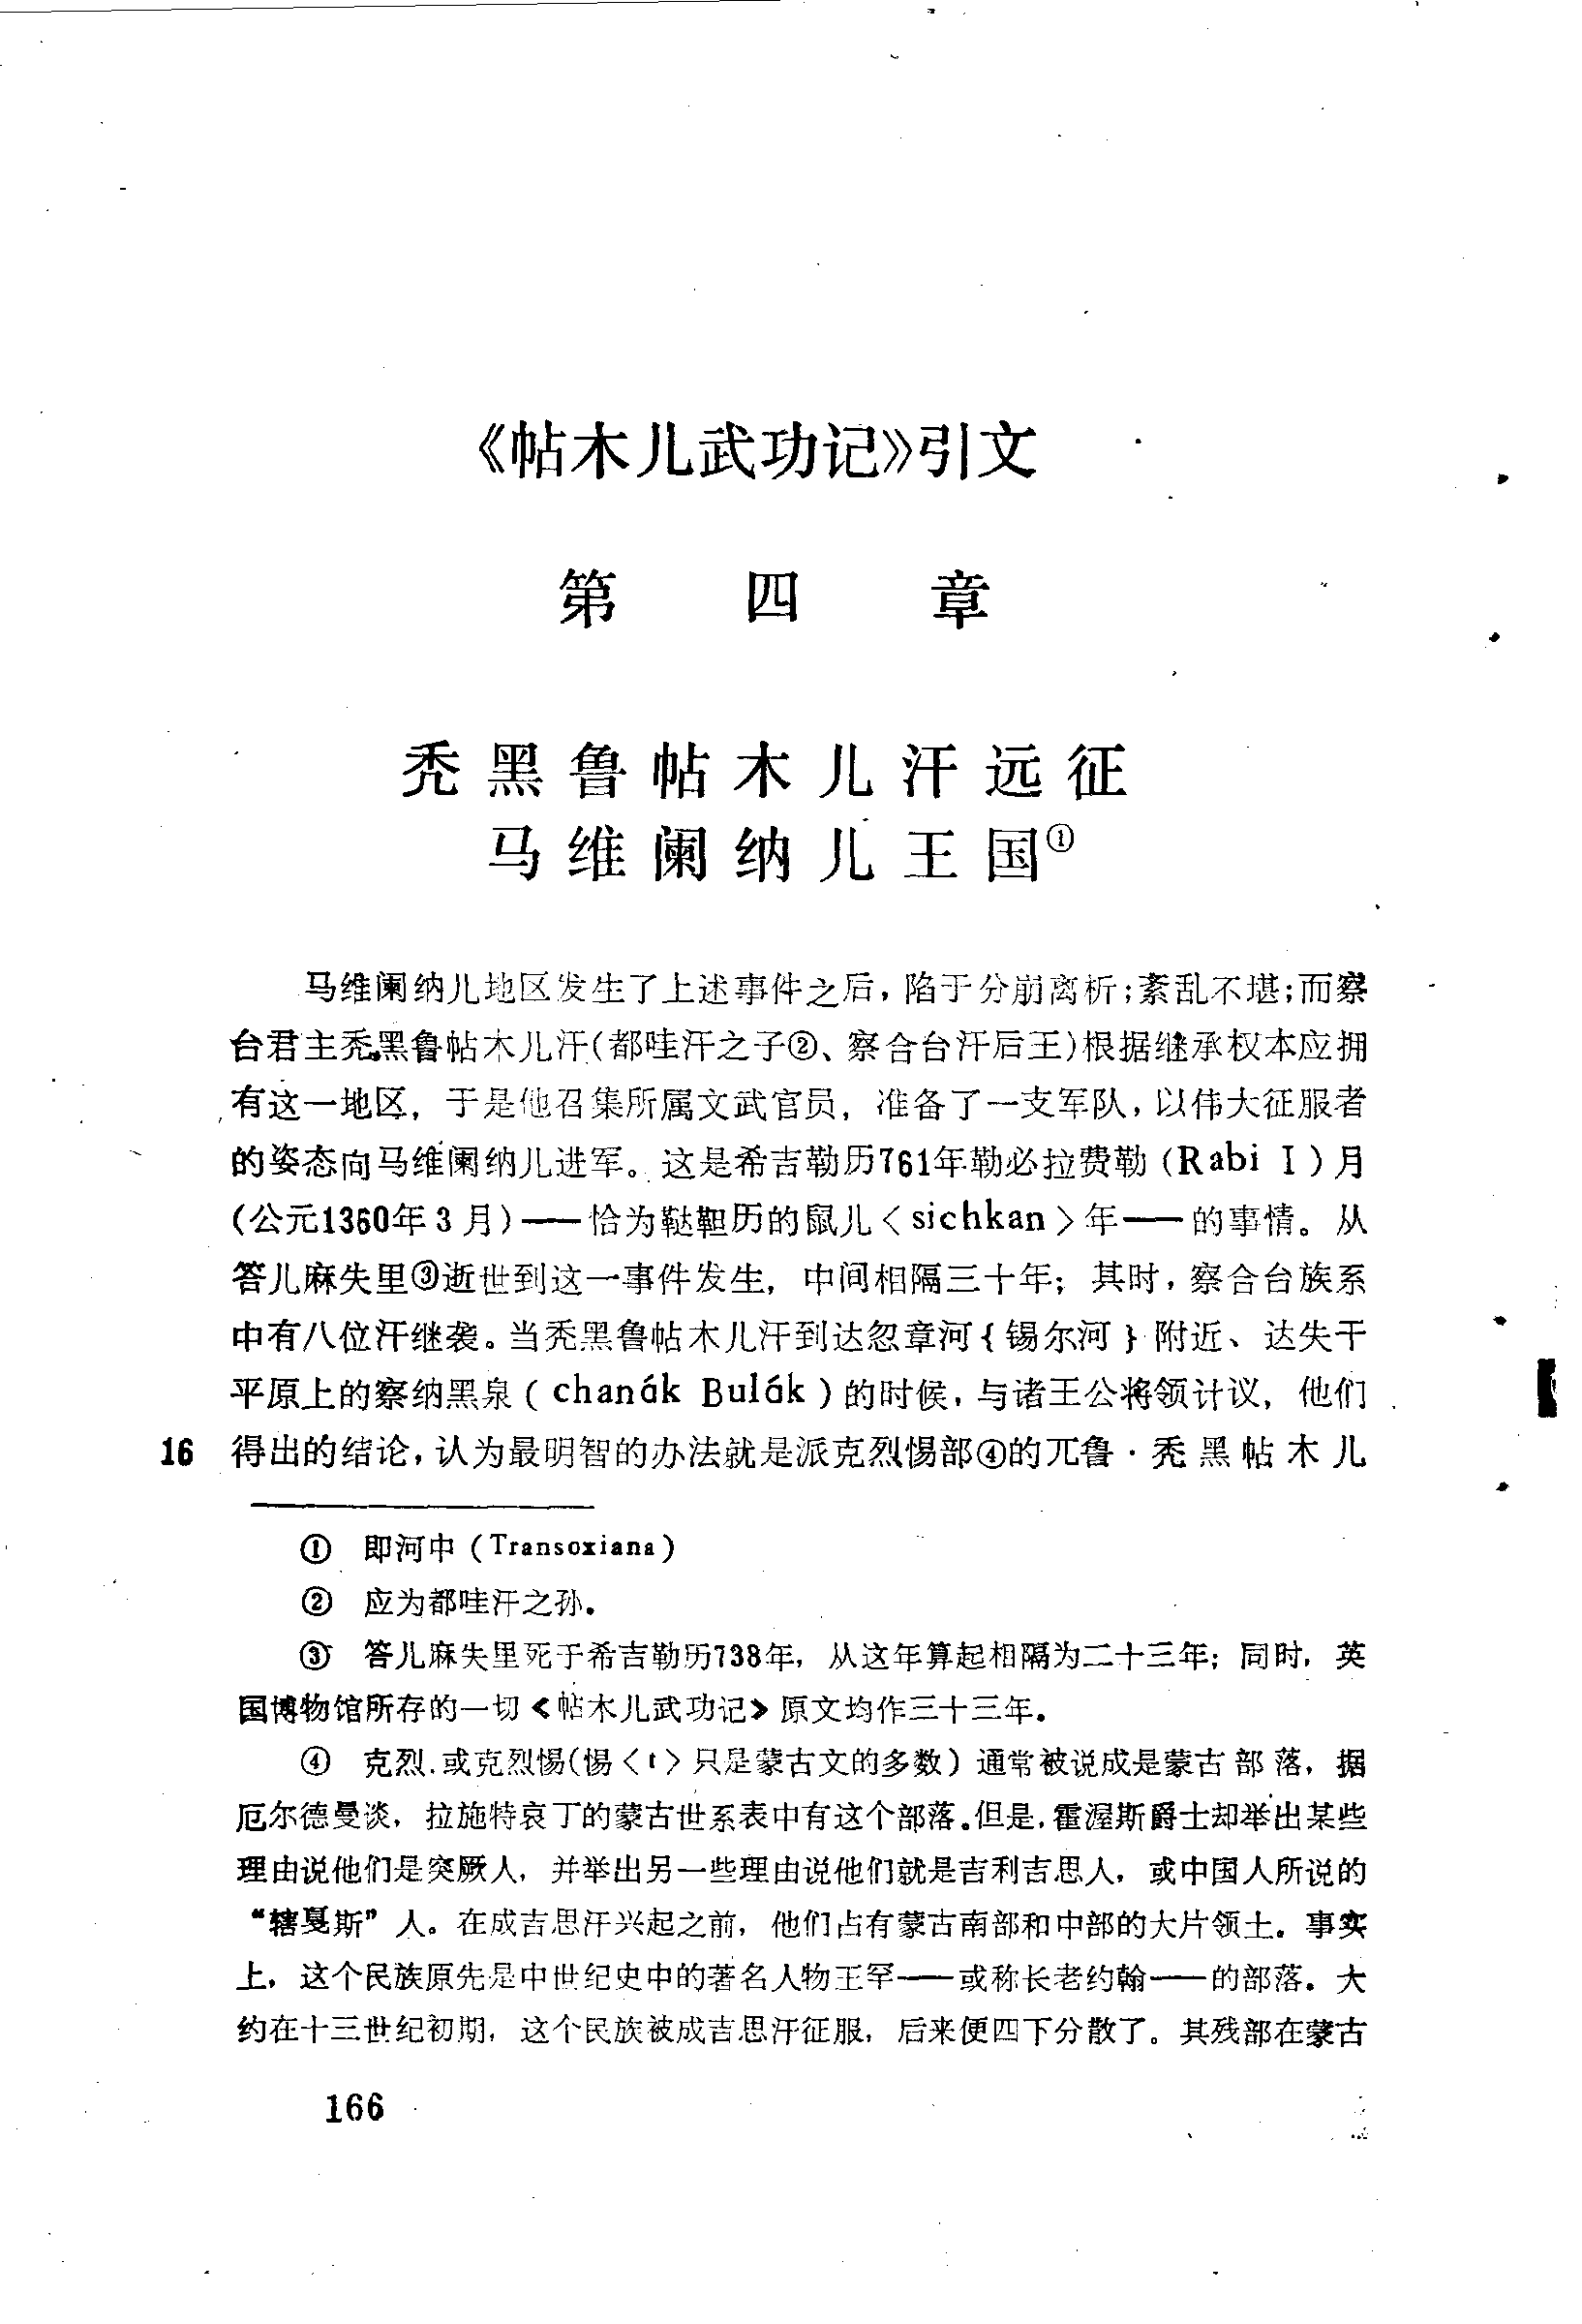 《帖木儿武功记》引文
第四章
秃黑鲁帖木儿汗远征
马维阑纳儿王国①
马维阑纳儿地区发生了上述事件之后，陷于分崩离析；紊乱不堪；而察
台君主秃黑鲁帖木儿汗（都哇汗之子②、察合台汗后王）根据继承权本应拥
有这一地区，于是他召集所属文武官员，准备了一支军队，以伟大征服者
的姿态向马维阑纳儿进军。这是希吉勒历761年勒必拉费勒（Rabi I）月
（公元1360年3月）——恰为鞑靼历的鼠儿〈sichkan〉年——的事情。从
答儿麻失里③逝世到这一事件发生，中间相隔三十年；其时，察合台族系
中有八位汗继袭。当秃黑鲁帖木儿汗到达忽章河{锡尔河}附近、达失干
平原上的察纳黑泉（chanák Bulák）的时候，与诸王公将领计议，他们
16 得出的结论，认为最明智的办法就是派克烈惕部④的兀鲁·秃黑帖木儿
① 即河中（Transoxiana）
② 应为都哇汗之孙。
③ 答儿麻失里死于希吉勒历738年，从这年算起相隔为二十三年；同时，英
国博物馆所存的一切《帖木儿武功记》原文均作三十三年。
④ 克烈．或克烈惕（惕〈t〉只是蒙古文的多数）通常被说成是蒙古部落，据
厄尔德曼谈，拉施特哀丁的蒙古世系表中有这个部落。但是，霍渥斯爵士却举出某些
理由说他们是突厥人，并举出另一些理由说他们就是吉利吉思人，或中国人所说的
“辖戛斯”人。在成吉思汗兴起之前，他们占有蒙古南部和中部的大片领土。事实
上，这个民族原先是中世纪史中的著名人物王罕——或称长老约翰——的部落。大
约在十三世纪初期，这个民族被成吉思汗征服，后来便四下分散了。其残部在蒙古
166